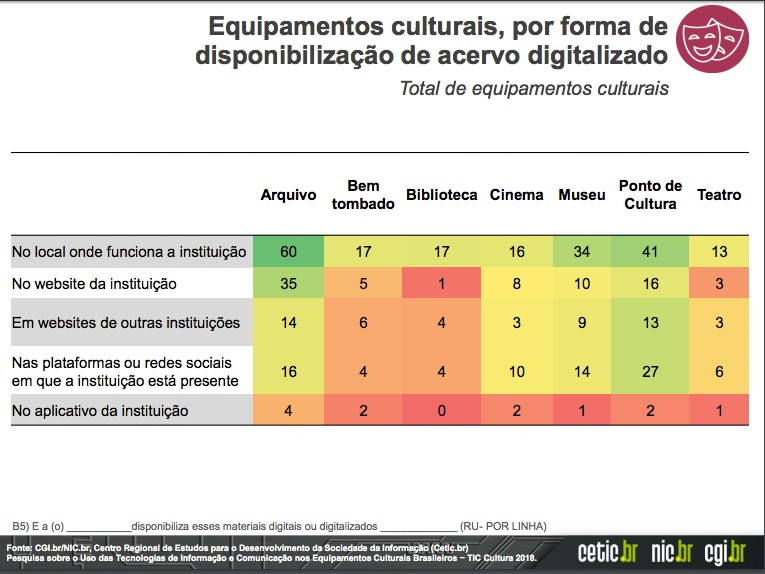 Equipamentos culturais, por forma de
disponibilização de acervo digitalizado
Total de equipamentos culturais
Arquivo Bem tombado Biblioteca Cinema Museu Ponto de Cultura Teatro
No local onde funciona a instituição 60 17 17 16 34 41 13
No website da instituição 35 5 1 8 10 16 3
Em websites de outras instituições 14 6 4 3 9 13 3
Nas plataformas ou redes sociais
em que a instituição está presente 16 4 4 10 14 27 6
No aplicativo da instituição 4 2 0 2 1 2 1
B5) E a (o) ____________disponibiliza esses materiais digitais ou digitalizados ______________ (RU- POR LINHA)
Fonte: CGI.br/NIC.br, Centro Regional de Estudos para o Desenvolvimento da Sociedade da Informação (Cetic.br)
Pesquisa sobre o Uso das Tecnologias de Informação e Comunicação nos Equipamentos Culturais Brasileiros – TIC Cultura 2018.
cetic.br nic.br cgi.br